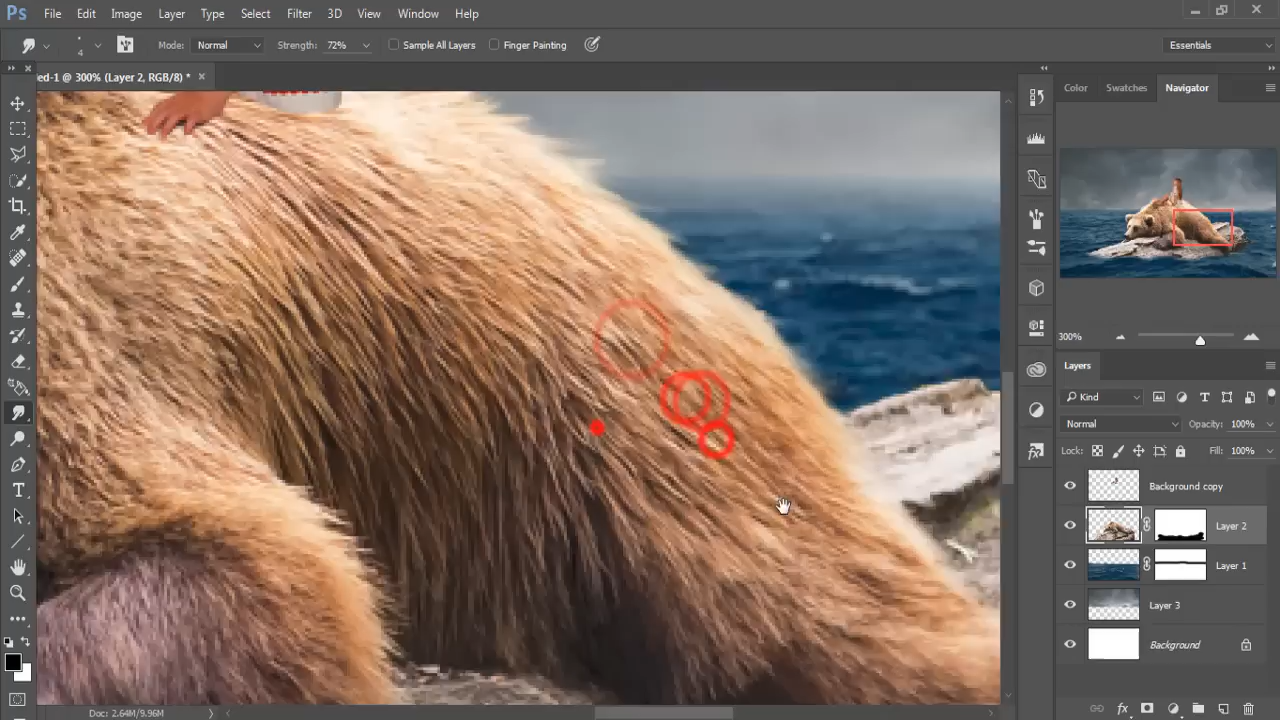 Ps File Edit Image Layer Type Select Filter 3D View Window Help
4 Mode: Normal Strength: 72% Sample All Layers Finger Painting Essentials
ed-1 @ 300% (Layer 2, RGB/8) * ×
Color Swatches Navigator
300%
Layers
Kind
Normal Opacity: 100%
Lock: Fill: 100%
Background copy
Layer 2
Layer 1
Layer 3
Background
Doc: 2.64M/9.96M